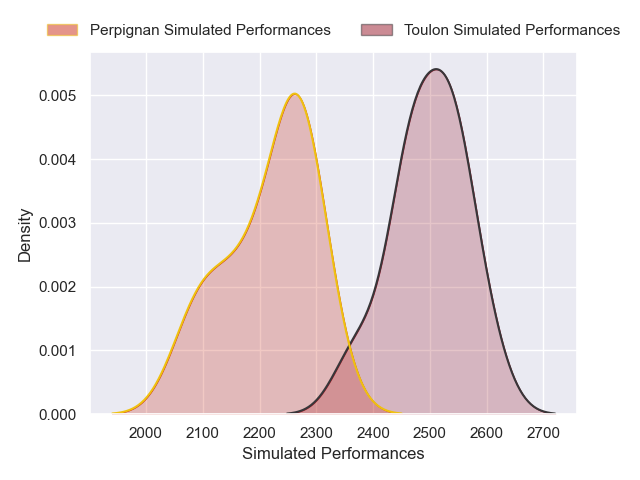 Perpignan Simulated Performances
Toulon Simulated Performances
Density
0.005
0.004
0.003
0.002
0.001
0.000
2000 2100 2200 2300 2400 2500 2600 2700
Simulated Performances